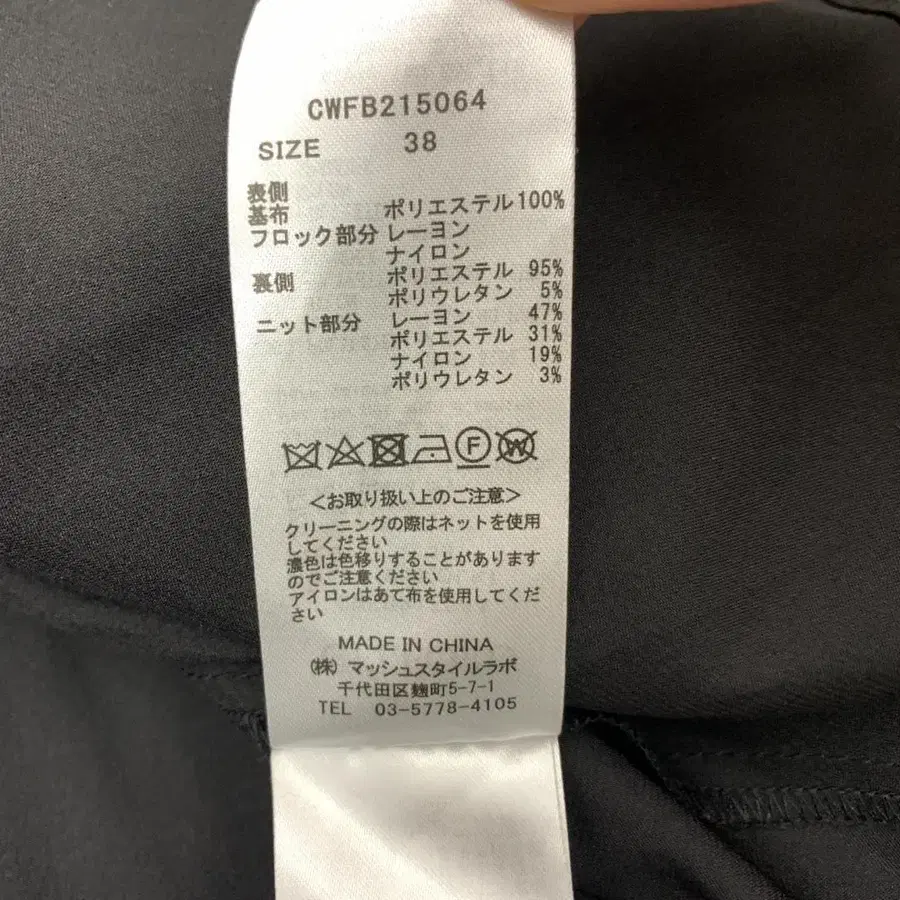 CWFB215064
SIZE 38
表側
基布 ポリエステル100%
フロック部分 レーヨン
ナイロン
裏側 ポリエステル 95%
ポリウレタン 5%
ニット部分 レーヨン 47%
ポリエステル 31%
ナイロン 19%
ポリウレタン 3%
F W
<お取り扱い上のご注意>
クリーニングの際はネットを使用
してください
濃色は色移りすることがあります
のでご注意ください
アイロンはあて布を使用してくだ
さい
MADE IN CHINA
(株) マッシュスタイルラボ
千代田区麹町5-7-1
TEL 03-5778-4105